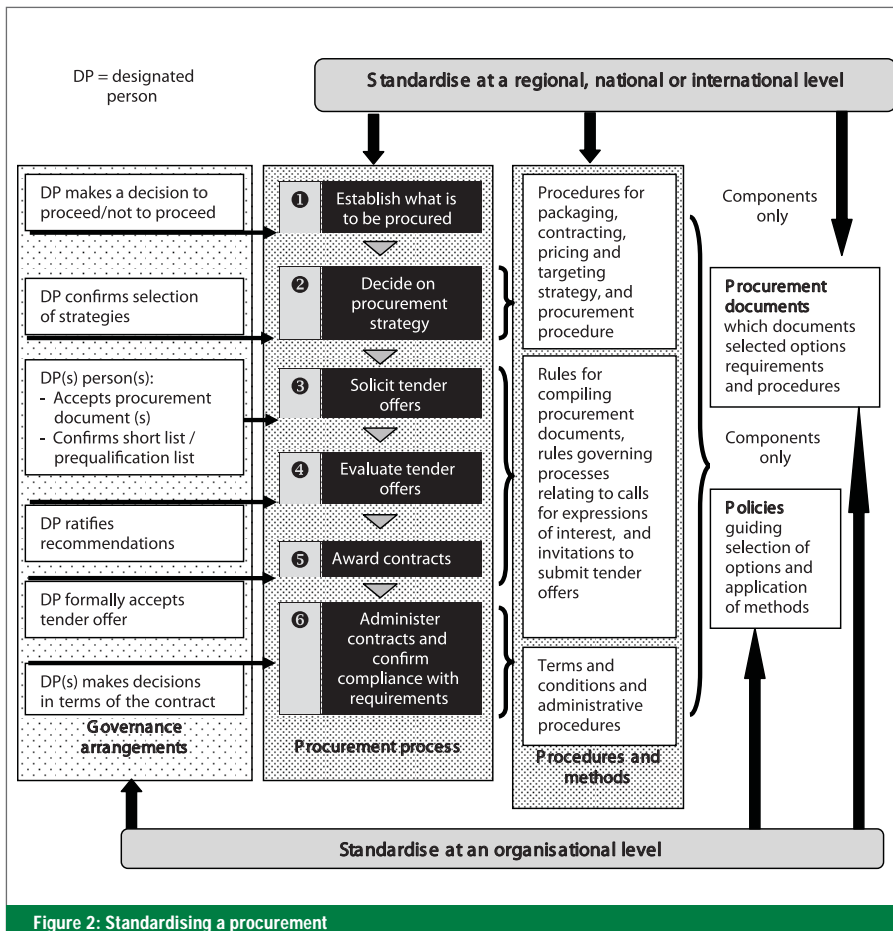 DP = designated
person
Standardise at a regional, national or international level
DP makes a decision to
proceed/not to proceed
DP confirms selection
of strategies
DP(s) person(s):
- Accepts procurement
document (s)
- Confirms short list /
prequalification list
DP ratifies
recommendations
DP formally accepts
tender offer
DP(s) makes decisions
in terms of the contract
Governance
arrangements
❶
Establish what is
to be procured
❷
Decide on
procurement
strategy
❸
Solicit tender
offers
❹
Evaluate tender
offers
❺
Award contracts
❻
Administer
contracts and
confirm
compliance with
requirements
Procurement process
Procedures for
packaging,
contracting,
pricing and
targeting
strategy, and
procurement
procedure
Rules for
compiling
procurement
documents,
rules governing
processes
relating to calls
for expressions
of interest, and
invitations to
submit tender
offers
Terms and
conditions and
administrative
procedures
Procedures and
methods
Components
only
Procurement
documents
which documents
selected options
requirements
and procedures
Components
only
Policies
guiding
selection of
options and
application
of methods
Standardise at an organisational level
Figure 2: Standardising a procurement